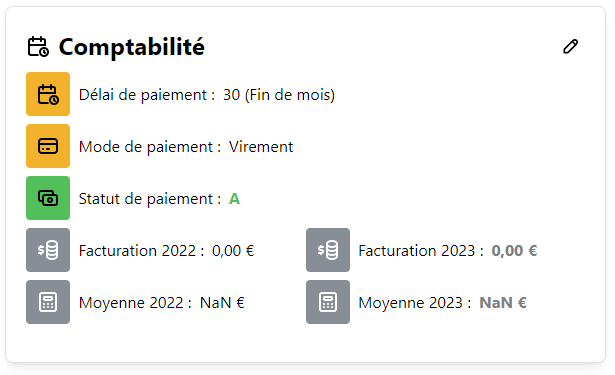 Comptabilité
Délai de paiement : 30 (Fin de mois)
Mode de paiement : Virement
Statut de paiement : A
Facturation 2022 : 0,00 € Facturation 2023 : 0,00 €
Moyenne 2022 : NaN € Moyenne 2023 : NaN €